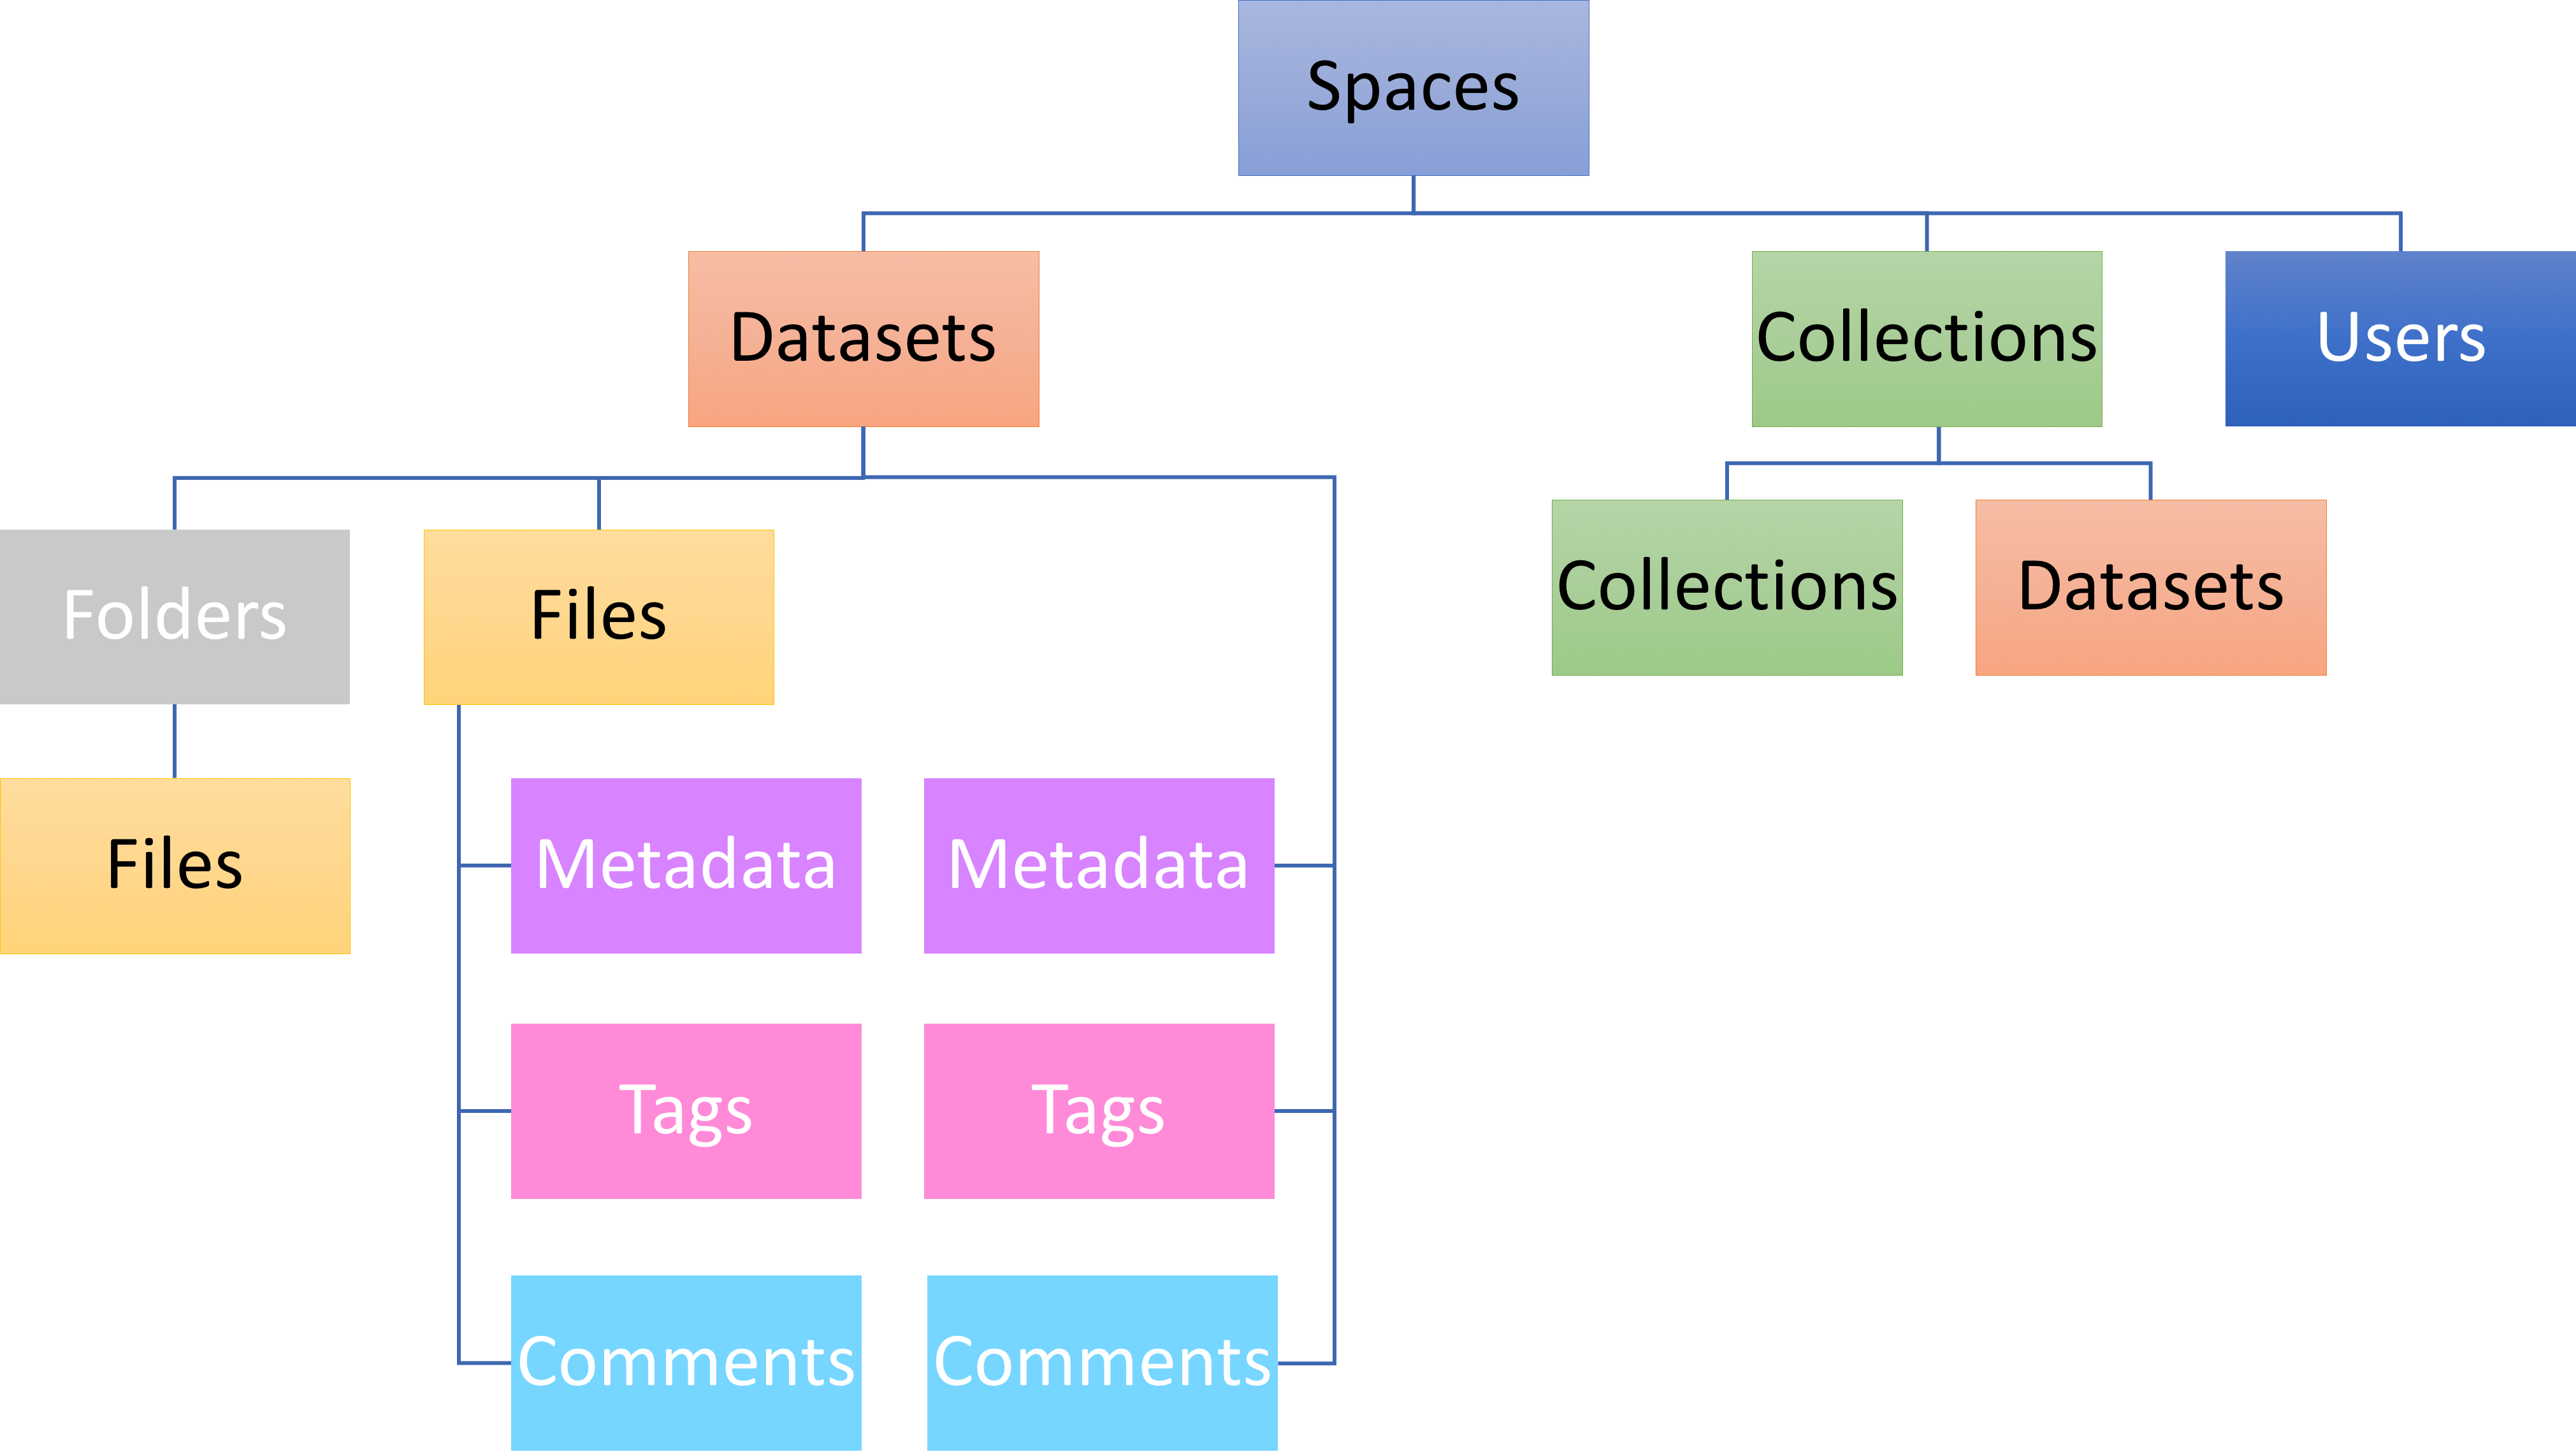 Spaces
Datasets
Collections
Users
Folders
Files
Collections
Datasets
Files
Metadata
Metadata
Tags
Tags
Comments
Comments